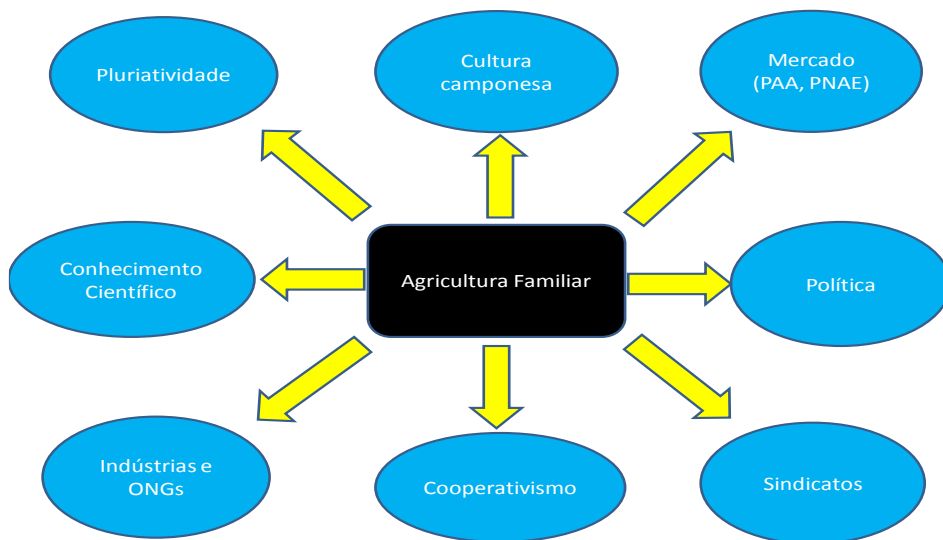 Pluriatividade
Cultura
camponesa
Mercado
(PAA, PNAE)
Conhecimento
Científico
Agricultura Familiar
Política
Indústrias e
ONGs
Cooperativismo
Sindicatos